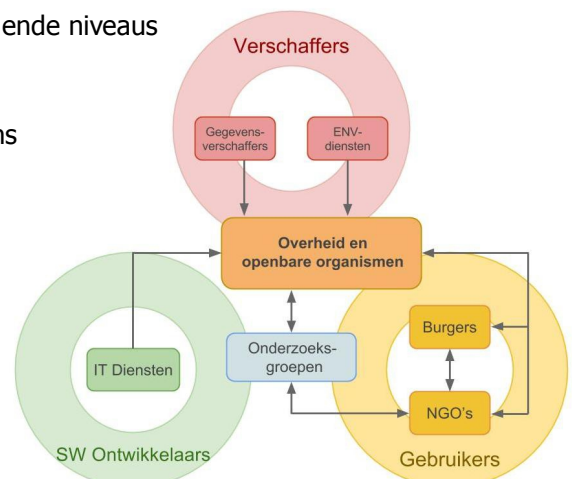 ende niveaus
Verschaffers
ns
Gegevens-
verschaffers
ENV-
diensten
Overheid en
openbare organismen
Burgers
Onderzoeks-
groepen
IT Diensten
NGO's
SW Ontwikkelaars
Gebruikers